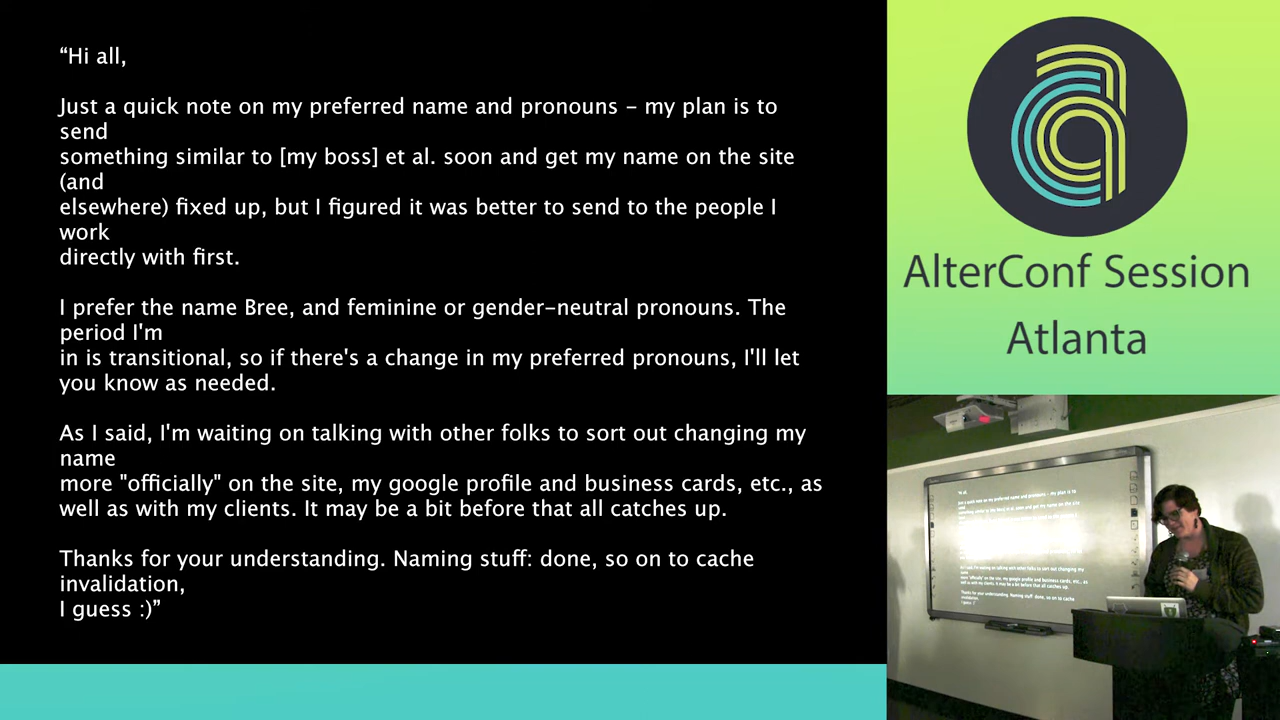 “Hi all,
Just a quick note on my preferred name and pronouns – my plan is to
send
something similar to [my boss] et al. soon and get my name on the site
(and
elsewhere) fixed up, but I figured it was better to send to the people I
work
directly with first.
I prefer the name Bree, and feminine or gender–neutral pronouns. The
period I'm
in is transitional, so if there's a change in my preferred pronouns, I'll let
you know as needed.
As I said, I'm waiting on talking with other folks to sort out changing my
name
more "officially" on the site, my google profile and business cards, etc., as
well as with my clients. It may be a bit before that all catches up.
Thanks for your understanding. Naming stuff: done, so on to cache
invalidation,
I guess :)”
AlterConf Session
Atlanta